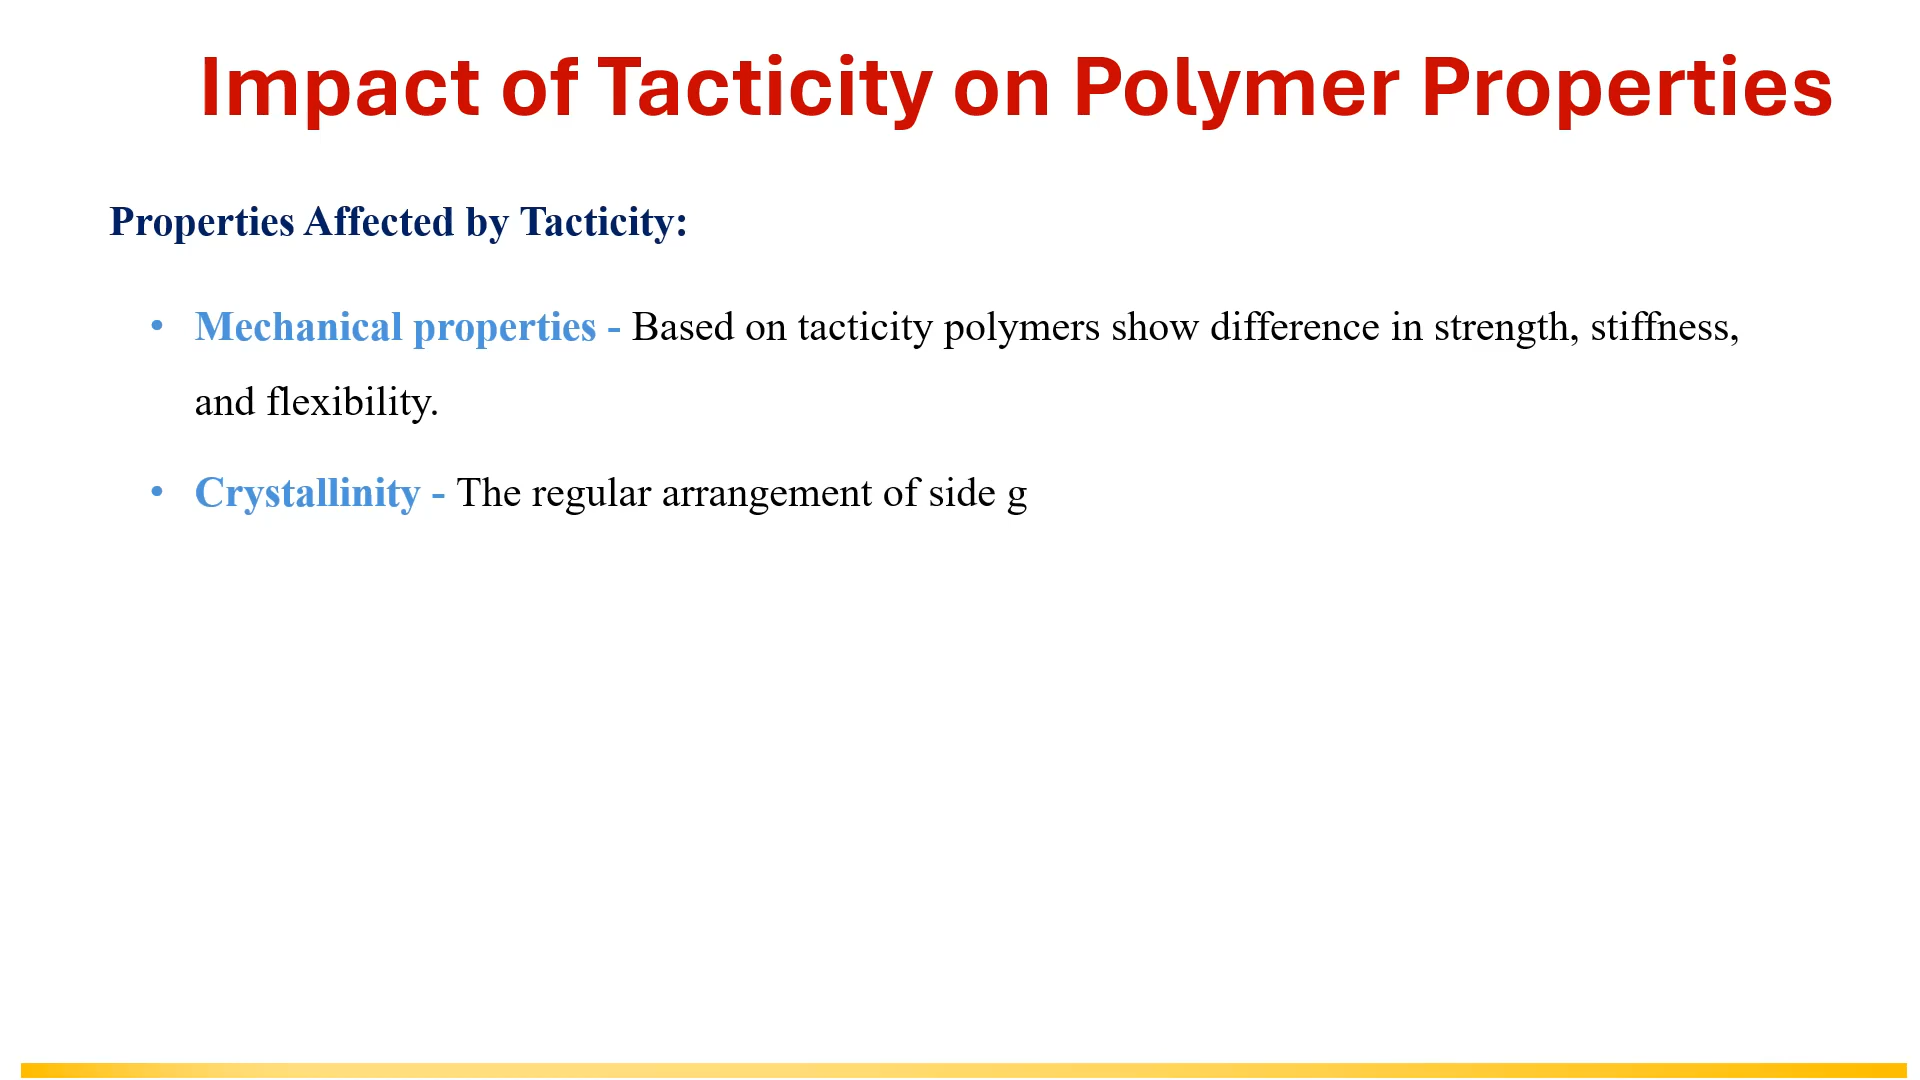 Impact of Tacticity on Polymer Properties
Properties Affected by Tacticity:
• Mechanical properties - Based on tacticity polymers show difference in strength, stiffness,
and flexibility.
• Crystallinity - The regular arrangement of side g